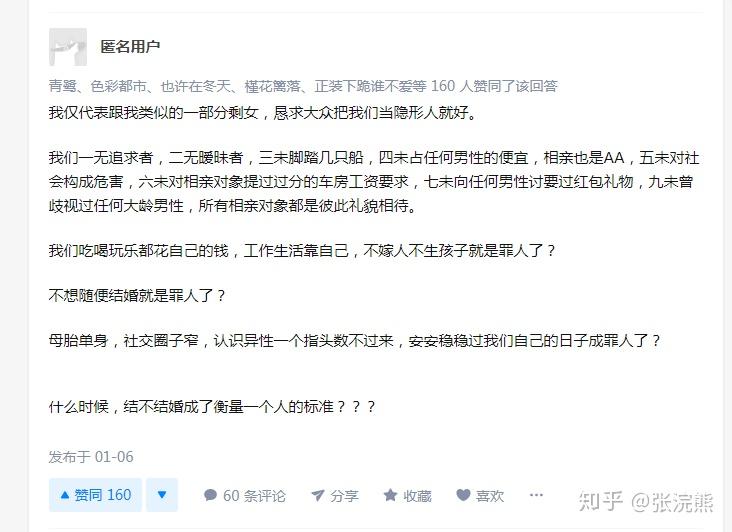 匿名用户
青鹭、色彩都市、也许在冬天、槿花篱落、正装下跪谁不爱等 160 人赞同了该回答
我仅代表跟我类似的一部分剩女，恳求大众把我们当隐形人就好。
我们一无追求者，二无暧昧者，三未脚踏几只船，四未占任何男性的便宜，相亲也是AA，五未对社
会构成危害，六未对相亲对象提过过分的车房工资要求，七未向任何男性讨要过红包礼物，九未曾
歧视过任何大龄男性，所有相亲对象都是彼此礼貌相待。
我们吃喝玩乐都花自己的钱，工作生活靠自己，不嫁人不生孩子就是罪人了？
不想随便结婚就是罪人了？
母胎单身，社交圈子窄，认识异性一个指头数不过来，安安稳稳过我们自己的日子成罪人了？
什么时候，结不结婚成了衡量一个人的标准？？？
发布于 01-06
赞同 160 60 条评论 分享 收藏 喜欢 ···
知乎 @张浣熊